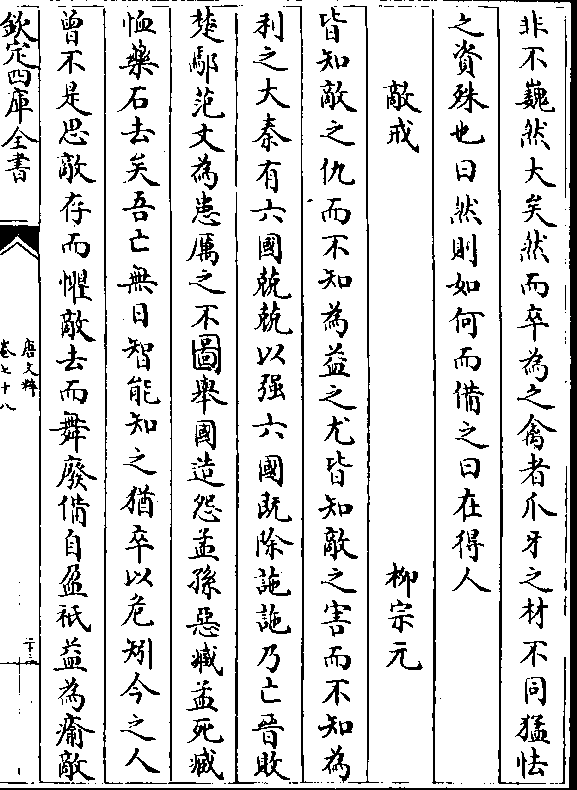 非不巍然大矣然而卒為之禽者爪牙之材不同猛怯
之資殊也曰然則如何而備之曰在得人
敵戒 柳宗元
皆知敵之仇而不知為益之尤皆知敵之害而不知為
利之大秦有六國兢兢以强六國既除訑訑乃亡晉敗
楚鄢范文為患厲之不圖舉國造怨孟孫惡臧孟死臧
恤藥石去矣吾亡無日智能知之猶卒以危矧今之人
曾不是思敵存而懼敵去而舞廢備自盈祇益為瘉敵
欽定四庫全書
唐文粹
卷七十八